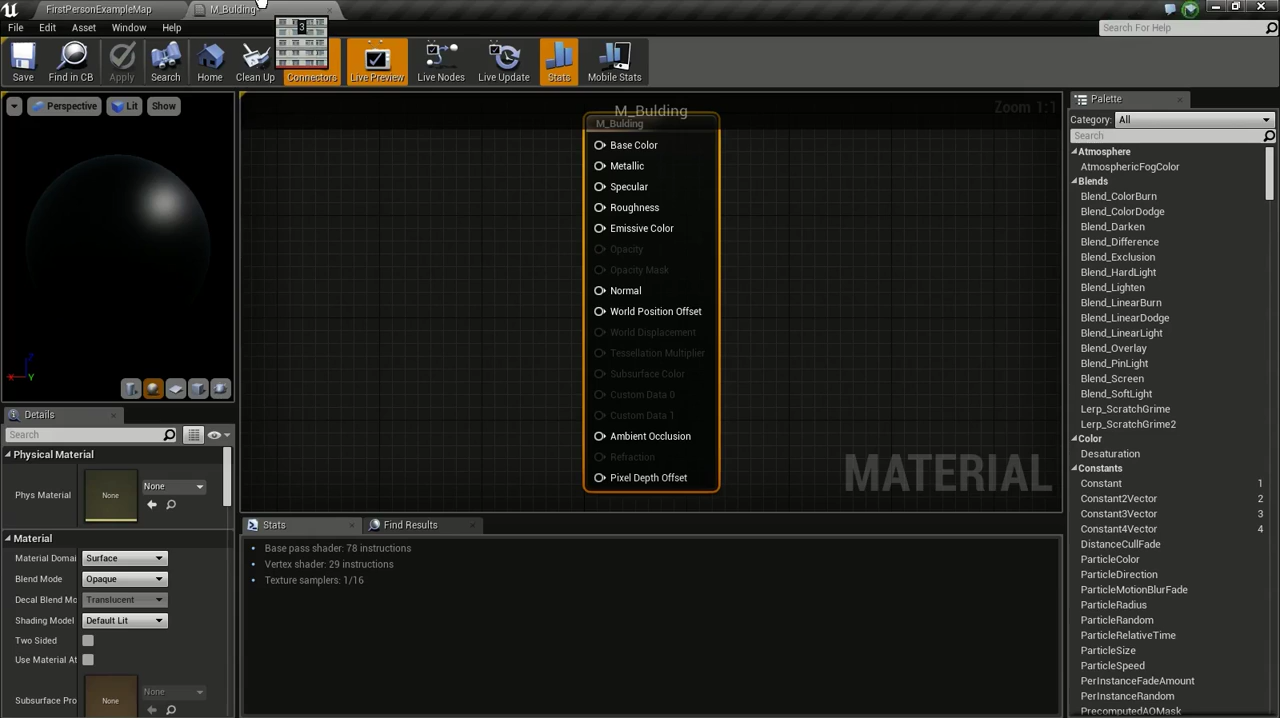 FirstPersonExampleMap
M_Bulding*
File Edit Asset Window Help
Search For Help
3
Save Find in CB Apply Search Home Clean Up Connectors Live Preview Live Nodes Live Update Stats Mobile Stats
Perspective Lit Show
M_Bulding
Zoom 1:1
M_Bulding
Base Color
Metallic
Specular
Roughness
Emissive Color
Opacity
Opacity Mask
Normal
World Position Offset
World Displacement
Tessellation Multiplier
Subsurface Color
Custom Data 0
Custom Data 1
Ambient Occlusion
Refraction
Pixel Depth Offset
MATERIAL
X Z Y
Details
Search
Physical Material
Phys Material None None
Material
Material Domai Surface
Blend Mode Opaque
Decal Blend Mo Translucent
Shading Model Default Lit
Two Sided
Use Material At
Subsurface Pro None None
Stats Find Results
Base pass shader: 78 instructions
Vertex shader: 29 instructions
Texture samplers: 1/16
Palette
Category: All
Search
Atmosphere
AtmosphericFogColor
Blends
Blend_ColorBurn
Blend_ColorDodge
Blend_Darken
Blend_Difference
Blend_Exclusion
Blend_HardLight
Blend_Lighten
Blend_LinearBurn
Blend_LinearDodge
Blend_LinearLight
Blend_Overlay
Blend_PinLight
Blend_Screen
Blend_SoftLight
Lerp_ScratchGrime
Lerp_ScratchGrime2
Color
Desaturation
Constants
Constant 1
Constant2Vector 2
Constant3Vector 3
Constant4Vector 4
DistanceCullFade
ParticleColor
ParticleDirection
ParticleMotionBlurFade
ParticleRadius
ParticleRandom
ParticleRelativeTime
ParticleSize
ParticleSpeed
PerInstanceFadeAmount
PerInstanceRandom
PrecomputedAOMask